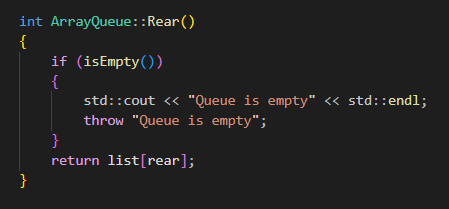 int ArrayQueue::Rear()
{
    if (isEmpty())
    {
        std::cout << "Queue is empty" << std::endl;
        throw "Queue is empty";
    }
    return list[rear];
}